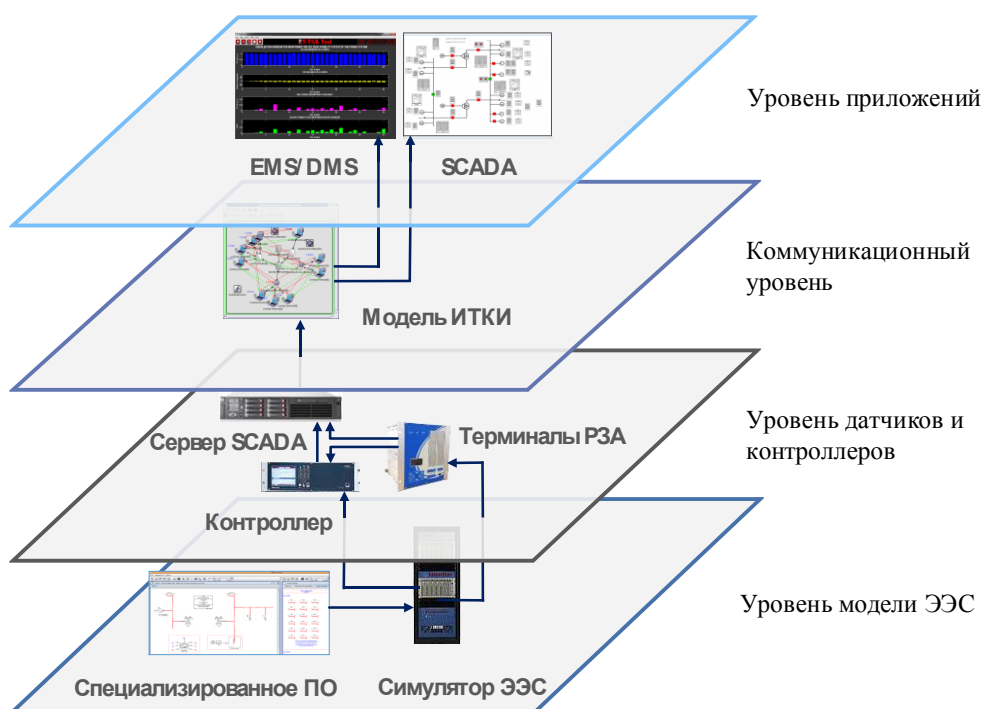 Уровень приложений
EMS/ DMS
SCADA
Коммуникационный
уровень
Модель ИТКИ
Уровень датчиков и
контроллеров
Сервер SCADA
Терминалы РЗА
Контроллер
Уровень модели ЭЭС
Специализированное ПО
Симулятор ЭЭС